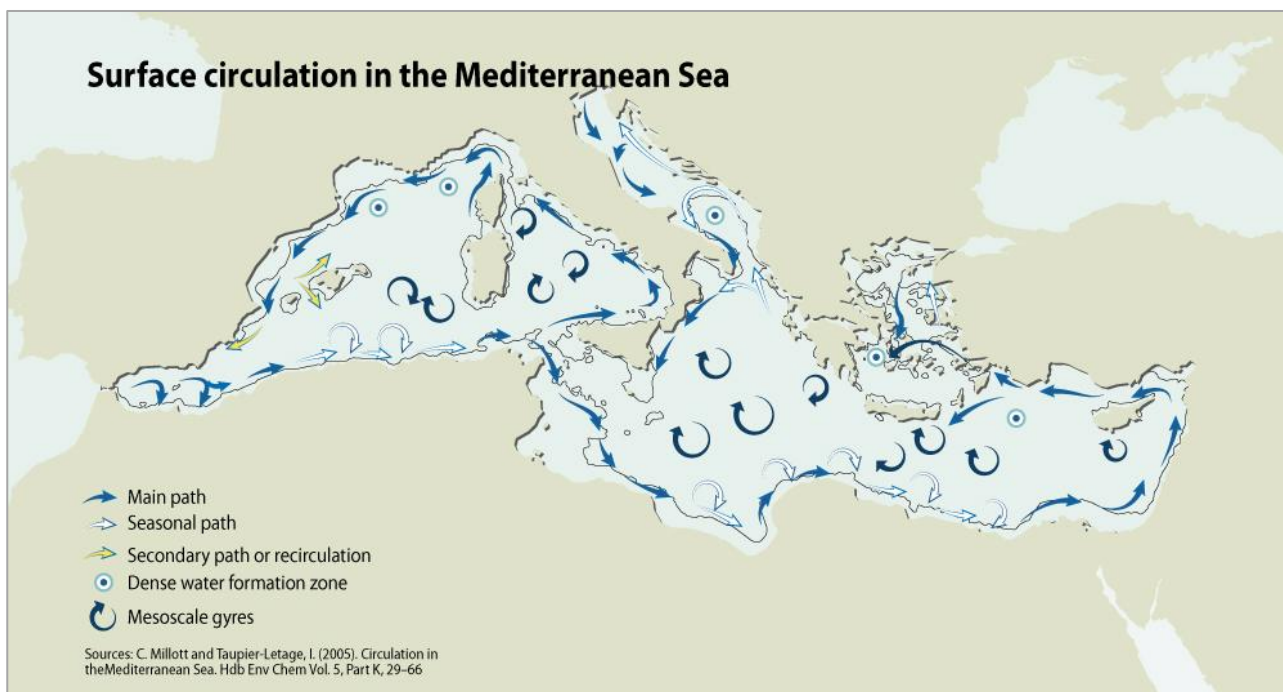 Surface circulation in the Mediterranean Sea
Main path
Seasonal path
Secondary path or recirculation
Dense water formation zone
Mesoscale gyres
Sources: C. Millott and Taupier-Letage, I. (2005). Circulation in
theMediterranean Sea. Hdb Env Chem Vol. 5, Part K, 29–66